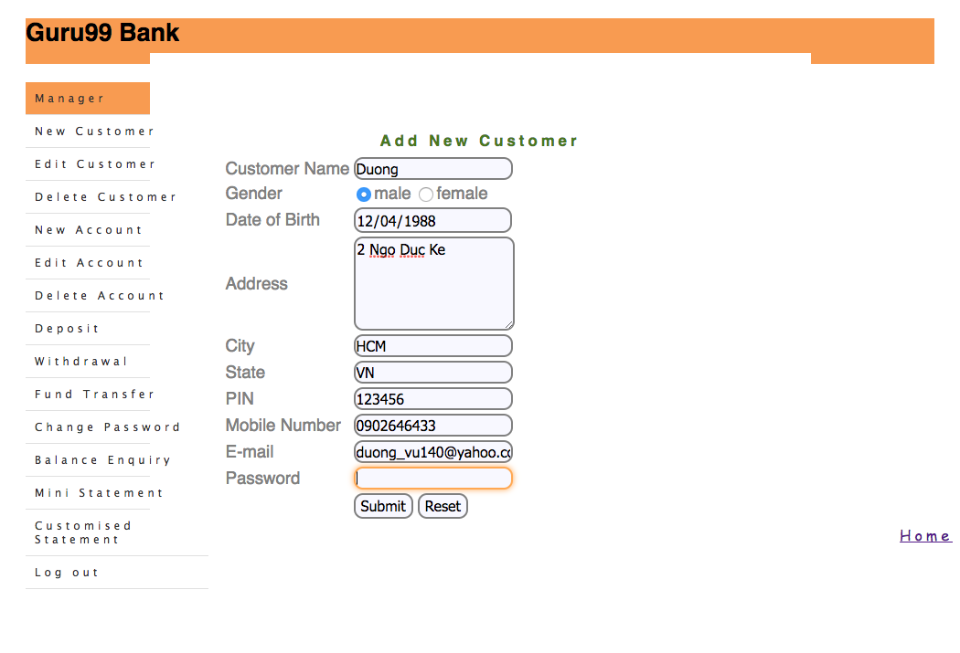 Guru99 Bank
Manager
New Customer
Edit Customer
Delete Customer
New Account
Edit Account
Delete Account
Deposit
Withdrawal
Fund Transfer
Change Password
Balance Enquiry
Mini Statement
Customised
Statement
Log out
Add New Customer
Customer Name Duong
Gender male female
Date of Birth 12/04/1988
Address 2 Ngo Duc Ke
City HCM
State VN
PIN 123456
Mobile Number 0902646433
E-mail duong_vu140@yahoo.cc
Password
Submit Reset
Home